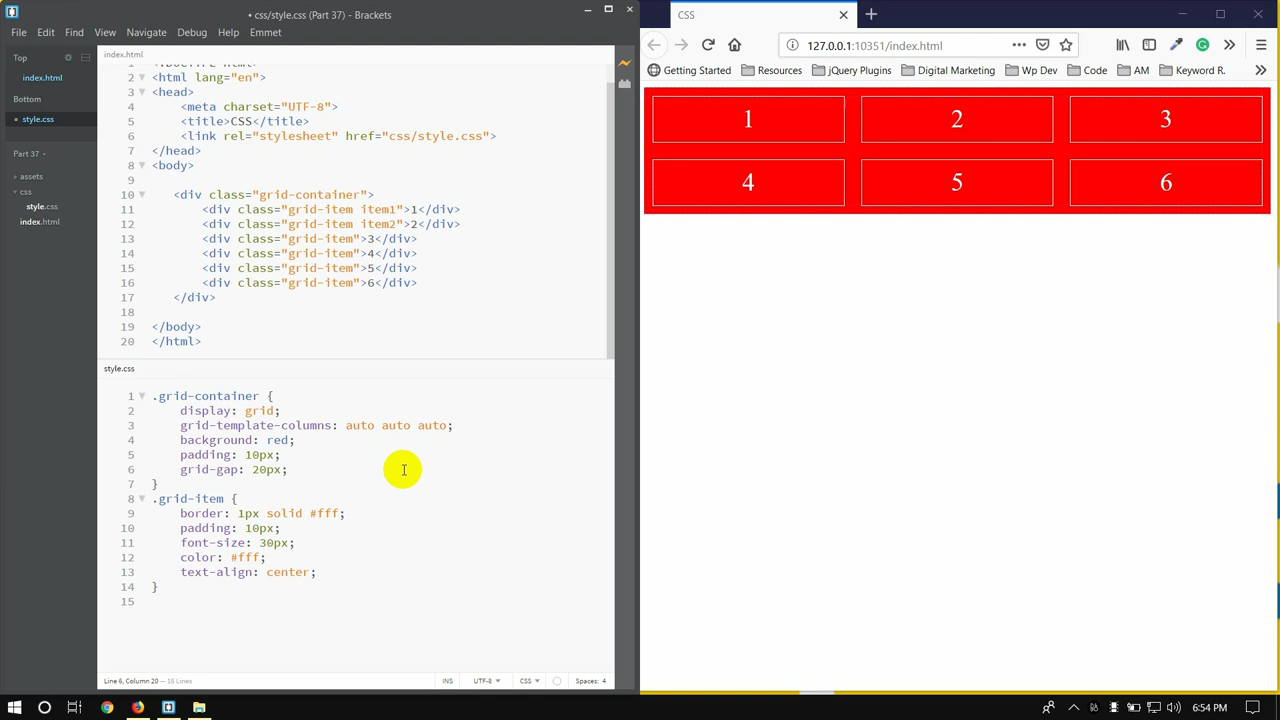 • css/style.css (Part 37) - Brackets
File Edit Find View Navigate Debug Help Emmet
Top
index.html
Bottom
• style.css
Part 37
assets
css
style.css
index.html
index.html
2 <html lang="en">
3 <head>
4 <meta charset="UTF-8">
5 <title>CSS</title>
6 <link rel="stylesheet" href="css/style.css">
7 </head>
8 <body>
9
10 <div class="grid-container">
11 <div class="grid-item item1">1</div>
12 <div class="grid-item item2">2</div>
13 <div class="grid-item">3</div>
14 <div class="grid-item">4</div>
15 <div class="grid-item">5</div>
16 <div class="grid-item">6</div>
17 </div>
18
19 </body>
20 </html>
style.css
1 .grid-container {
2 display: grid;
3 grid-template-columns: auto auto auto;
4 background: red;
5 padding: 10px;
6 grid-gap: 20px;
7 }
8 .grid-item {
9 border: 1px solid #fff;
10 padding: 10px;
11 font-size: 30px;
12 color: #fff;
13 text-align: center;
14 }
15
Line 6, Column 20 — 15 Lines INS UTF-8 CSS Spaces: 4
CSS
127.0.0.1:10351/index.html
Getting Started Resources jQuery Plugins Digital Marketing Wp Dev Code AM Keyword R.
1 2 3
4 5 6
6:54 PM